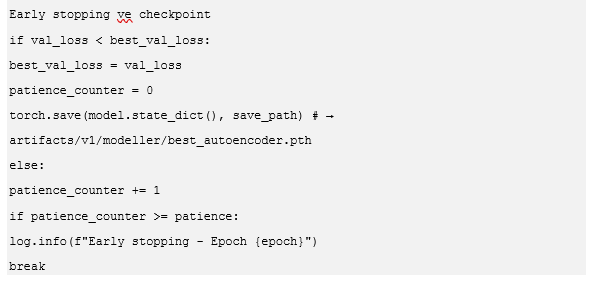 Early stopping ve checkpoint
if val_loss < best_val_loss:
best_val_loss = val_loss
patience_counter = 0
torch.save(model.state_dict(), save_path) # →
artifacts/v1/modeller/best_autoencoder.pth
else:
patience_counter += 1
if patience_counter >= patience:
log.info(f"Early stopping – Epoch {epoch}")
break